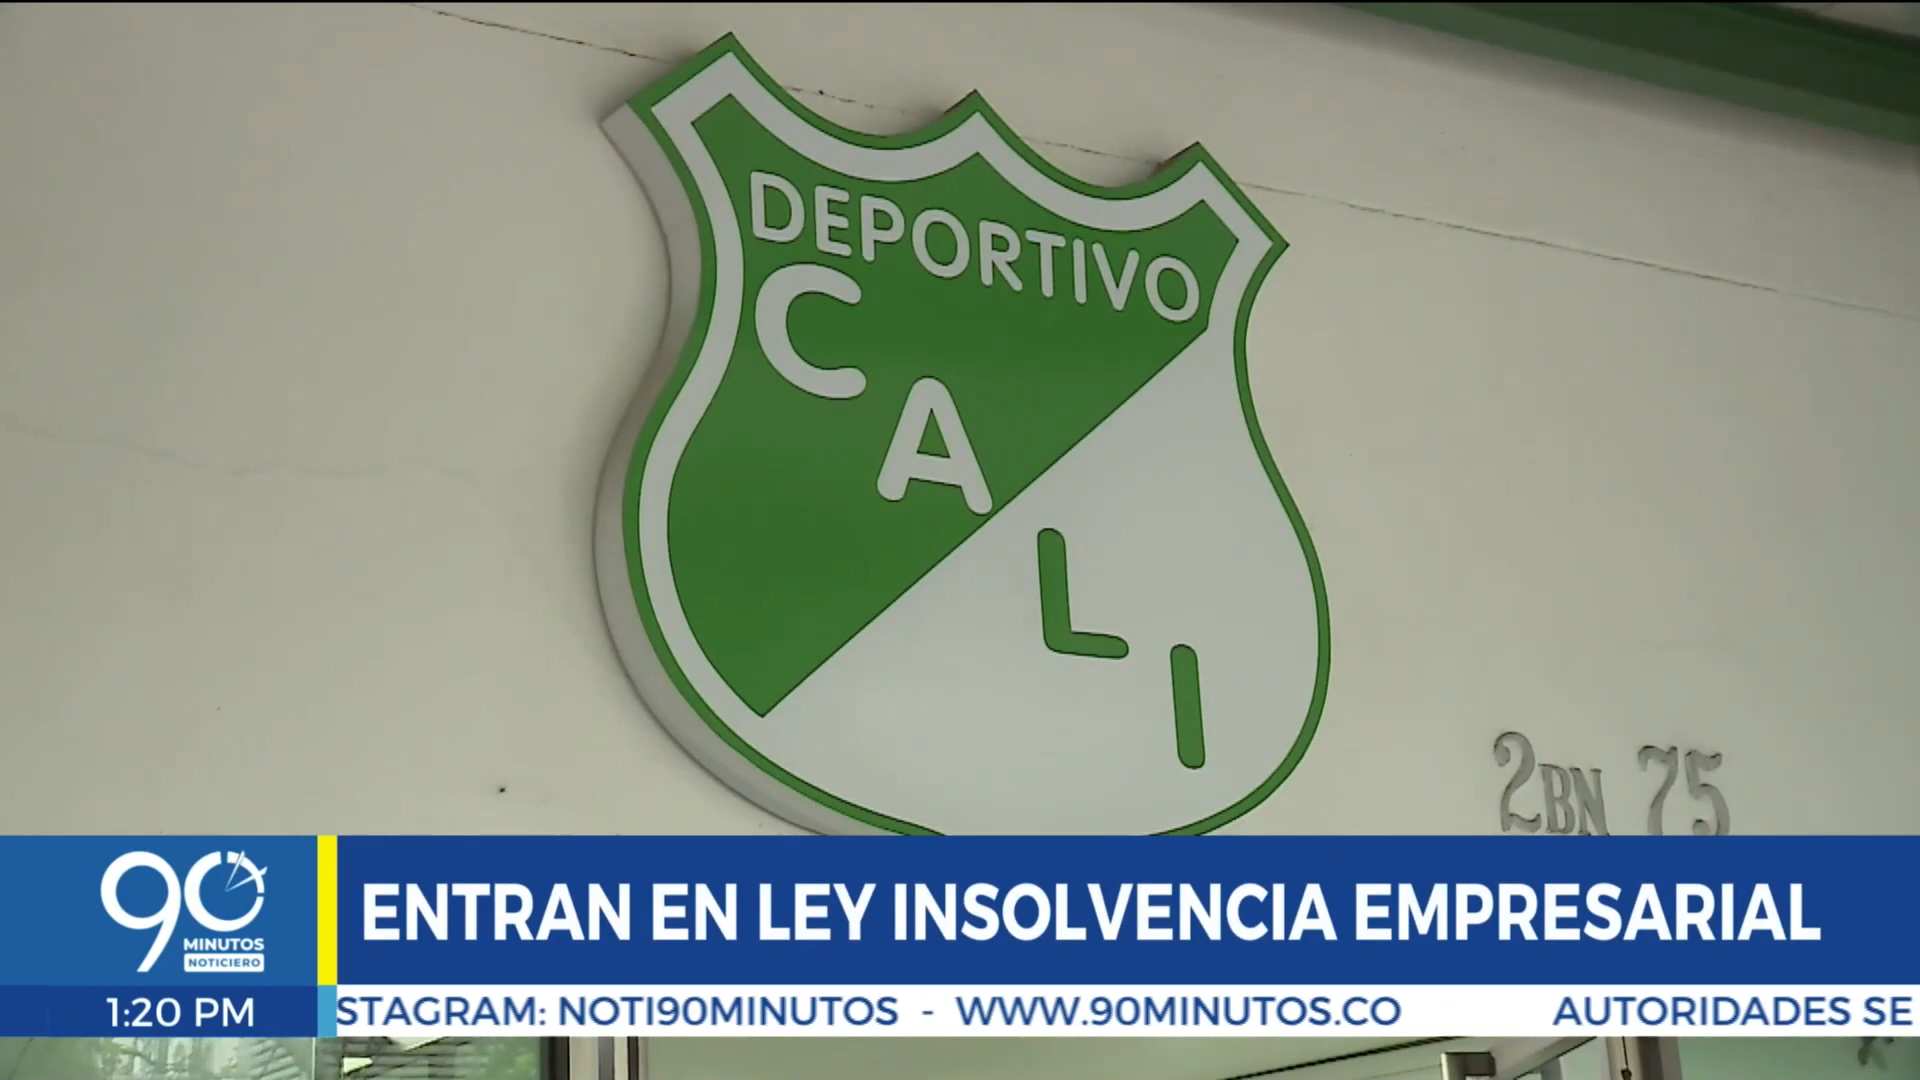 DEPORTIVO
CALI
2BN 75
90
MINUTOS
NOTICIERO
ENTRAN EN LEY INSOLVENCIA EMPRESARIAL
1:20 PM
STAGRAM: NOTI90MINUTOS - WWW.90MINUTOS.CO AUTORIDADES SE